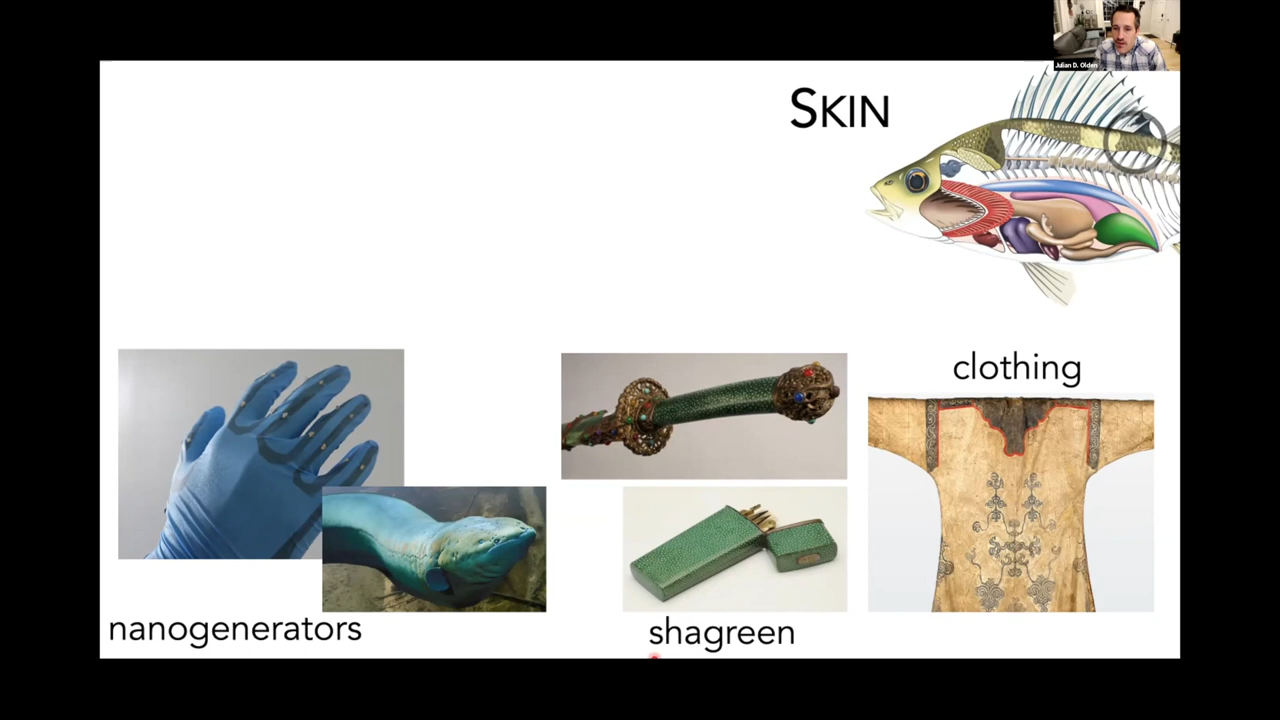 Julian D. Olden
SKIN
clothing
nanogenerators
shagreen